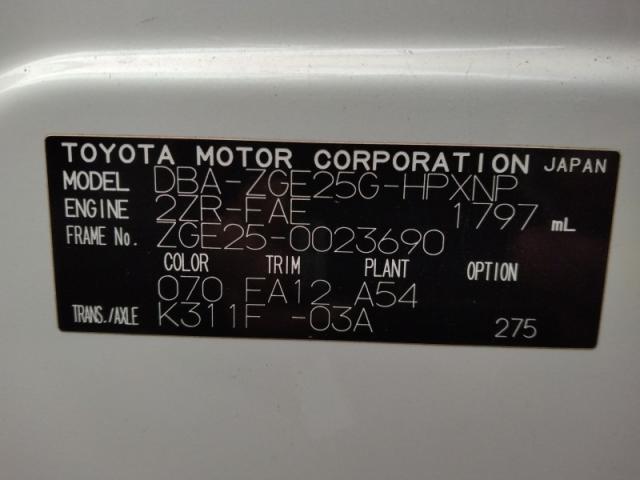 TOYOTA MOTOR CORPORATION JAPAN
MODEL DBA-ZGE25G-HPXNP
ENGINE 2ZR-FAE 1797 mL
FRAME No. ZGE25-0023690
COLOR TRIM PLANT OPTION
070 FA12 A54
TRANS./AXLE K311F -03A 275